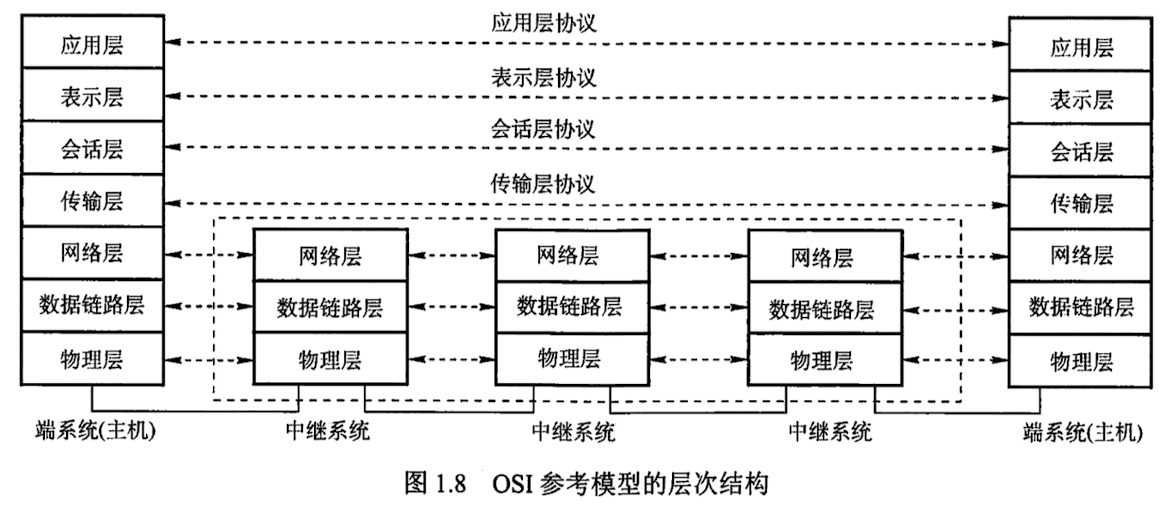 应用层协议
应用层 应用层
表示层协议
表示层 表示层
会话层协议
会话层 会话层
传输层协议
传输层 传输层
网络层 网络层 网络层 网络层 网络层
数据链路层 数据链路层 数据链路层 数据链路层 数据链路层
物理层 物理层 物理层 物理层 物理层
端系统(主机) 中继系统 中继系统 中继系统 端系统(主机)
图 1.8 OSI 参考模型的层次结构